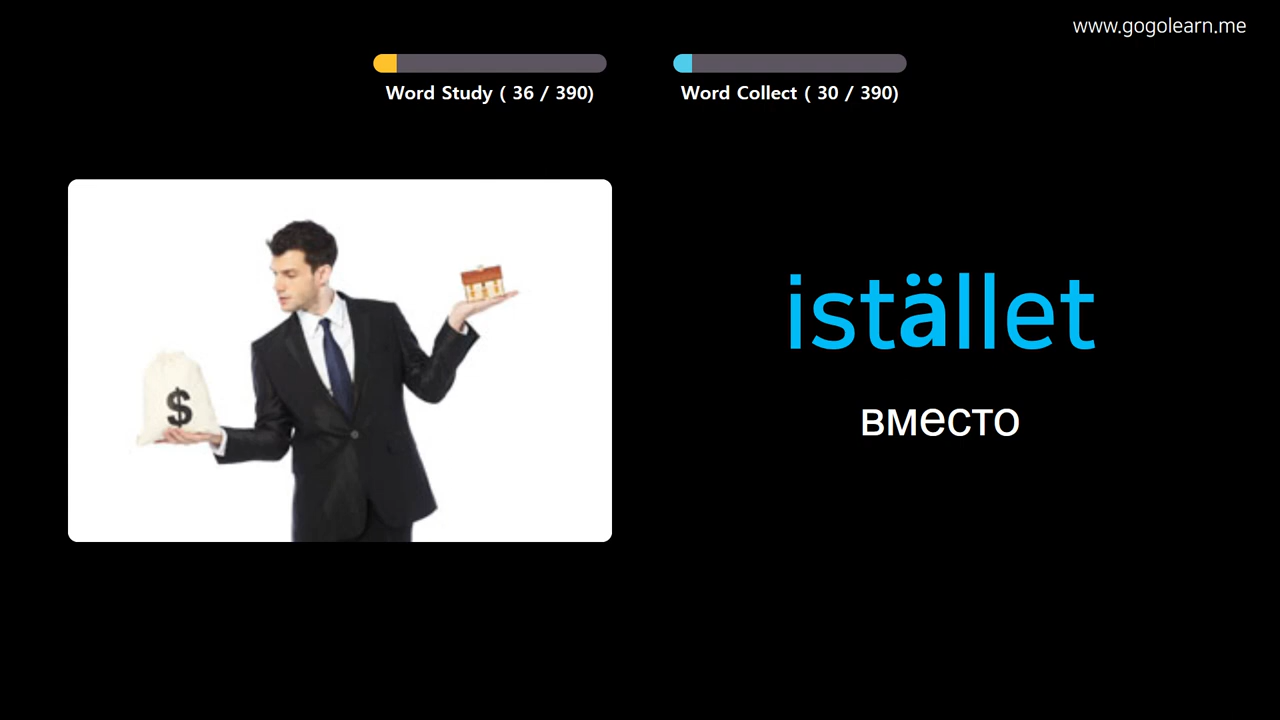 www.gogolearn.me
Word Study ( 36 / 390)
Word Collect ( 30 / 390)
$
istället
вместо